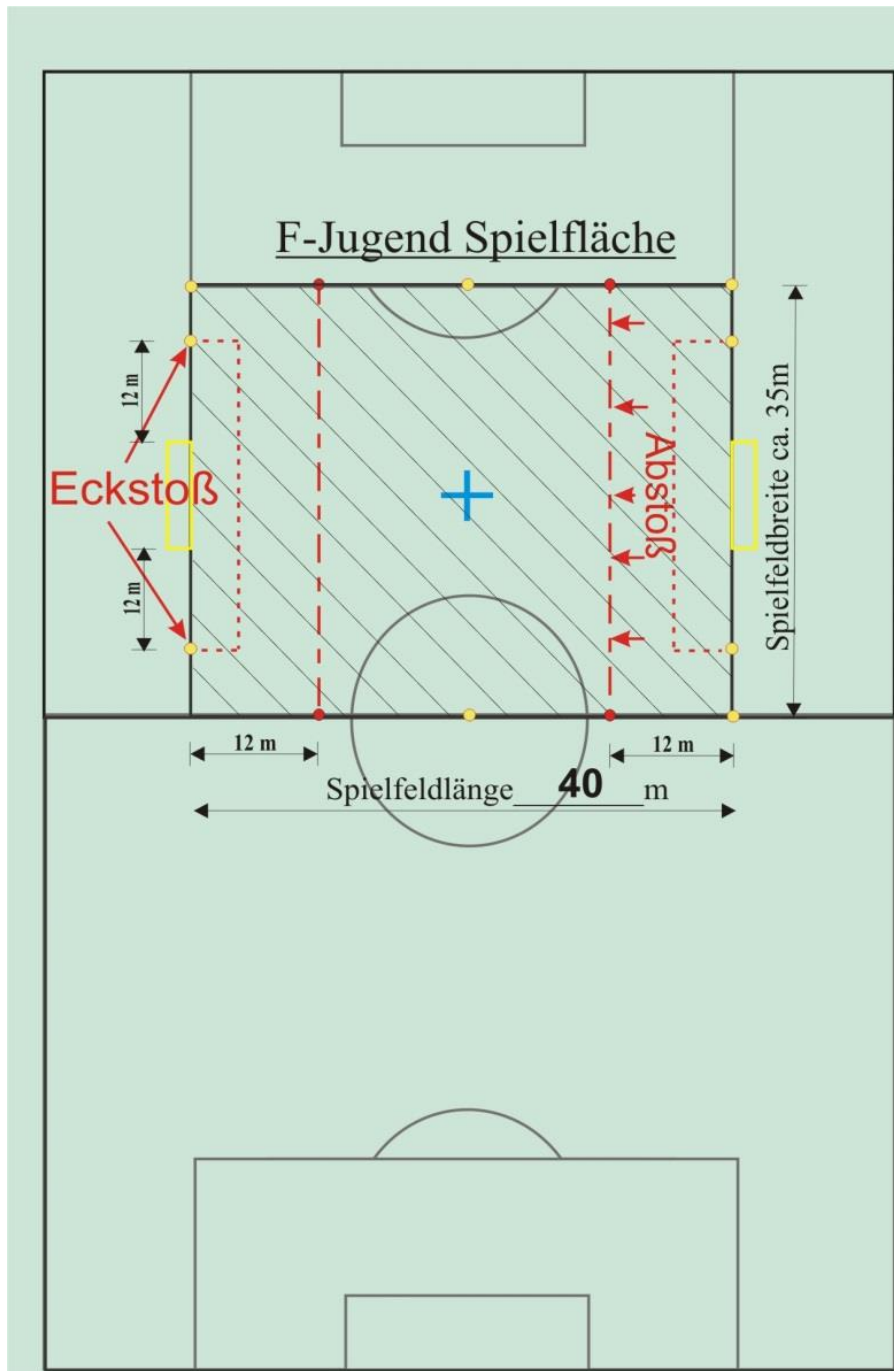 F-Jugend Spielfläche
12 m
Eckstoß
12 m
Abstoß
Spielfeldbreite ca. 35m
12 m
12 m
Spielfeldlänge 40 m